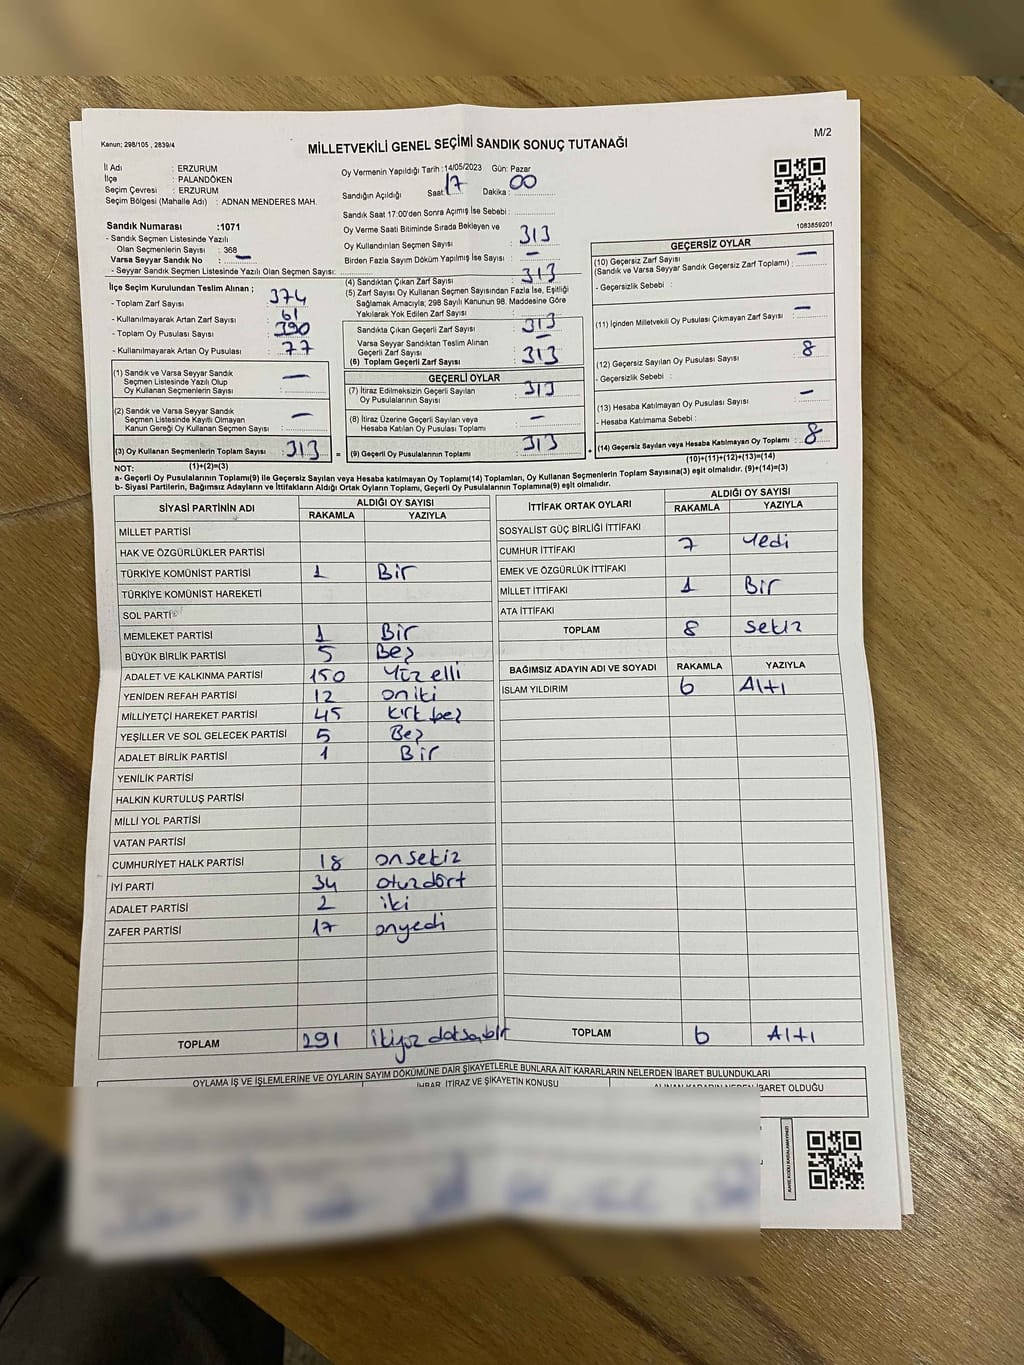 Kanun; 298/105 , 2839/4
MİLLETVEKİLİ GENEL SEÇİMİ SANDIK SONUÇ TUTANAĞI
M/2
İl Adı : ERZURUM
İlçe : PALANDÖKEN
Seçim Çevresi : ERZURUM
Seçim Bölgesi (Mahalle Adı) : ADNAN MENDERES MAH.
Oy Vermenin Yapıldığı Tarih :14/05/2023 Gün: Pazar
Sandığın Açıldığı Saat: 17 Dakika : 00
Sandık Saat 17:00'den Sonra Açımış İse Sebebi :
Sandık Numarası :1071
- Sandık Seçmen Listesinde Yazılı
Olan Seçmenlerin Sayısı : 368
Varsa Seyyar Sandık No : —
- Seyyar Sandık Seçmen Listesinde Yazılı Olan Seçmen Sayısı:
Oy Verme Saati Bitiminde Sırada Bekleyen ve
Oy Kullandırılan Seçmen Sayısı : 313
Birden Fazla Sayım Döküm Yapılmış İse Sayısı : —
1083859201
İlçe Seçim Kurulundan Teslim Alınan ;
- Toplam Zarf Sayısı : 374
- Kullanılmayarak Artan Zarf Sayısı : 61
- Toplam Oy Pusulası Sayısı : 390
- Kullanılmayarak Artan Oy Pusulası : 77
(1) Sandık ve Varsa Seyyar Sandık
Seçmen Listesinde Yazılı Olup
Oy Kullanan Seçmenlerin Sayısı : —
(2) Sandık ve Varsa Seyyar Sandık
Seçmen Listesinde Kayıtlı Olmayan
Kanun Gereği Oy Kullanan Seçmen Sayısı : —
(3) Oy Kullanan Seçmenlerin Toplam Sayısı : 313 =
(1)+(2)=(3)
(4) Sandıktan Çıkan Zarf Sayısı : 313
(5) Zarf Sayısı Oy Kullanan Seçmen Sayısından Fazla İse, Eşitliği
Sağlamak Amacıyla; 298 Sayılı Kanunun 98. Maddesine Göre
Yakılarak Yok Edilen Zarf Sayısı :
Sandıkta Çıkan Geçerli Zarf Sayısı : 313
Varsa Seyyar Sandıktan Teslim Alınan
Geçerli Zarf Sayısı : —
(6) Toplam Geçerli Zarf Sayısı : 313
GEÇERLİ OYLAR
(7) İtiraz Edilmeksizin Geçerli Sayılan
Oy Pusulalarının Sayısı : 313
(8) İtiraz Üzerine Geçerli Sayılan veya
Hesaba Katılan Oy Pusulası Toplamı : —
(9) Geçerli Oy Pusulalarının Toplamı : 313 +
GEÇERSİZ OYLAR
(10) Geçersiz Zarf Sayısı
(Sandık ve Varsa Seyyar Sandık Geçersiz Zarf Toplamı) : —
- Geçersizlik Sebebi :
(11) İçinden Milletvekili Oy Pusulası Çıkmayan Zarf Sayısı : —
(12) Geçersiz Sayılan Oy Pusulası Sayısı : 8
- Geçersizlik Sebebi :
(13) Hesaba Katılmayan Oy Pusulası Sayısı : —
- Hesaba Katılmama Sebebi :
(14) Geçersiz Sayılan veya Hesaba Katılmayan Oy Toplamı : 8
(10)+(11)+(12)+(13)=(14)
NOT:
a- Geçerli Oy Pusulalarının Toplamı(9) ile Geçersiz Sayılan veya Hesaba katılmayan Oy Toplamı(14) Toplamları, Oy Kullanan Seçmenlerin Toplam Sayısına(3) eşit olmalıdır. (9)+(14)=(3)
b- Siyasi Partilerin, Bağımsız Adayların ve İttifakların Aldığı Ortak Oyların Toplamı, Geçerli Oy Pusulalarının Toplamına(9) eşit olmalıdır.
SİYASİ PARTİNİN ADI ALDIĞI OY SAYISI
RAKAMLA YAZIYLA
MİLLET PARTİSİ
HAK VE ÖZGÜRLÜKLER PARTİSİ
TÜRKİYE KOMÜNİST PARTİSİ 1 Bir
TÜRKİYE KOMÜNİST HAREKETİ
SOL PARTİ
MEMLEKET PARTİSİ 1 Bir
BÜYÜK BİRLİK PARTİSİ 5 Beş
ADALET VE KALKINMA PARTİSİ 150 Yüz elli
YENİDEN REFAH PARTİSİ 12 oniki
MİLLİYETÇİ HAREKET PARTİSİ 45 kırk beş
YEŞİLLER VE SOL GELECEK PARTİSİ 5 Beş
ADALET BİRLİK PARTİSİ 1 Bir
YENİLİK PARTİSİ
HALKIN KURTULUŞ PARTİSİ
MİLLİ YOL PARTİSİ
VATAN PARTİSİ
CUMHURİYET HALK PARTİSİ 18 onsekiz
İYİ PARTİ 34 otuzdört
ADALET PARTİSİ 2 iki
ZAFER PARTİSİ 17 onyedi
TOPLAM 291 ikiyüz doksanbir
İTTİFAK ORTAK OYLARI ALDIĞI OY SAYISI
RAKAMLA YAZIYLA
SOSYALİST GÜÇ BİRLİĞİ İTTİFAKI
CUMHUR İTTİFAKI 7 Yedi
EMEK VE ÖZGÜRLÜK İTTİFAKI
MİLLET İTTİFAKI 1 Bir
ATA İTTİFAKI
TOPLAM 8 sekiz
BAĞIMSIZ ADAYIN ADI VE SOYADI RAKAMLA YAZIYLA
İSLAM YILDIRIM 6 Altı
TOPLAM 6 Altı
OYLAMA İŞ VE İŞLEMLERİNE VE OYLARIN SAYIM DÖKÜMÜNE DAİR ŞİKAYETLERLE BUNLARA AİT KARARLARIN NELERDEN İBARET BULUNDUKLARI
İHBAR, İTİRAZ VE ŞİKAYETİN KONUSU
ALINAN KARARIN NEDEN İBARET OLDUĞU